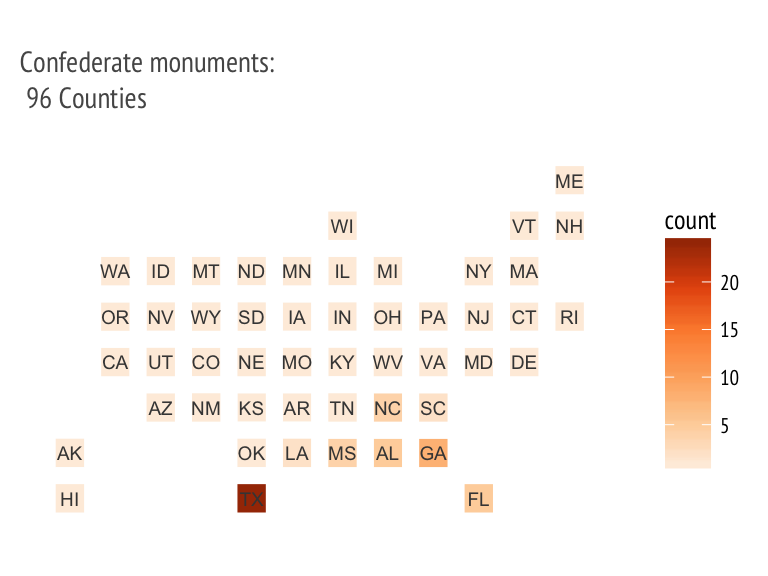 Confederate monuments:
96 Counties
ME
WI VT NH
WA ID MT ND MN IL MI NY MA
OR NV WY SD IA IN OH PA NJ CT RI
CA UT CO NE MO KY WV VA MD DE
AZ NM KS AR TN NC SC
AK OK LA MS AL GA
HI TX FL
count
20
15
10
5